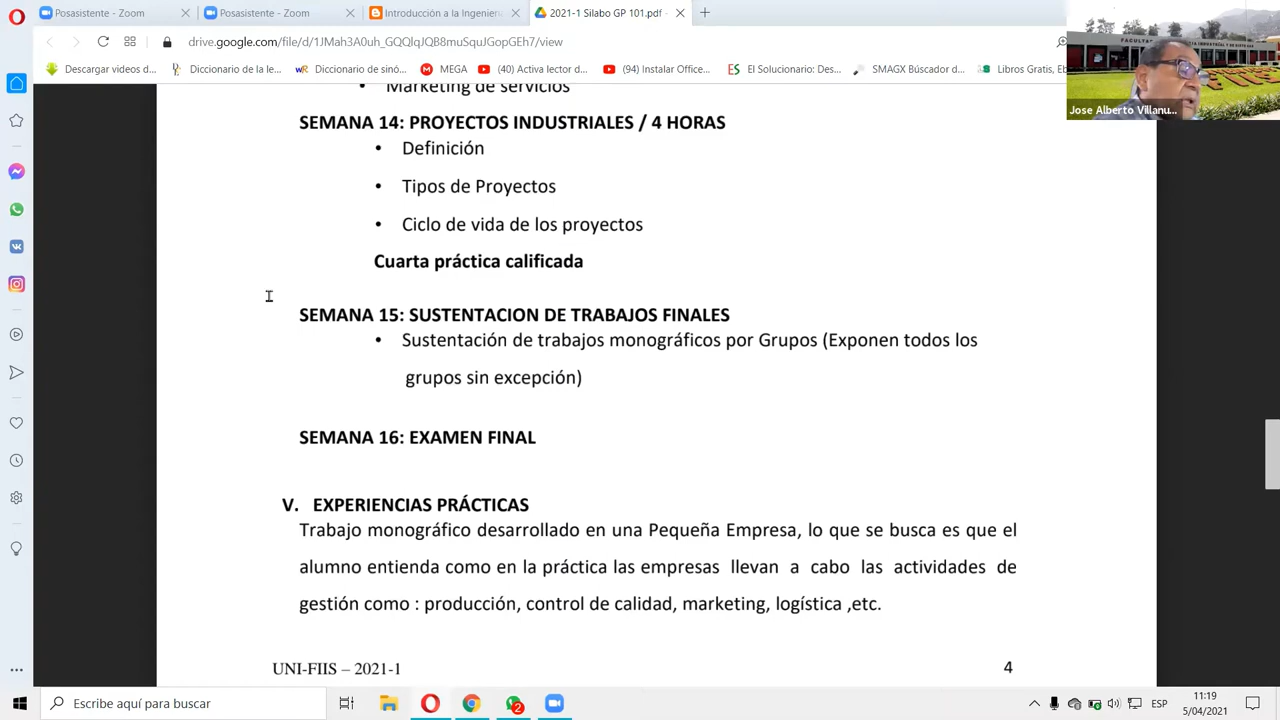 Posasistente - Zoom
Posasistente - Zoom
Introducción a la Ingenier
2021-1 Silabo GP 101.pdf -
drive.google.com/file/d/1JMah3A0uh_GQQIqfQB8muSquJGopGEh7/view
Descargar videos d...
Diccionario de la le...
Diccionario de sinó...
MEGA
(40) Activa lector d...
(94) Instalar Office...
El Solucionario: Des...
SMAGX Búscador d...
Libros Gratis, Eb
Jose Alberto Villanu...
• Marketing de servicios
SEMANA 14: PROYECTOS INDUSTRIALES / 4 HORAS
• Definición
• Tipos de Proyectos
• Ciclo de vida de los proyectos
Cuarta práctica calificada
SEMANA 15: SUSTENTACION DE TRABAJOS FINALES
• Sustentación de trabajos monográficos por Grupos (Exponen todos los
grupos sin excepción)
SEMANA 16: EXAMEN FINAL
V. EXPERIENCIAS PRÁCTICAS
Trabajo monográfico desarrollado en una Pequeña Empresa, lo que se busca es que el
alumno entienda como en la práctica las empresas llevan a cabo las actividades de
gestión como : producción, control de calidad, marketing, logística ,etc.
UNI-FIIS – 2021-1
4
Escribe aquí para buscar
2
ESP
11:19
5/04/2021